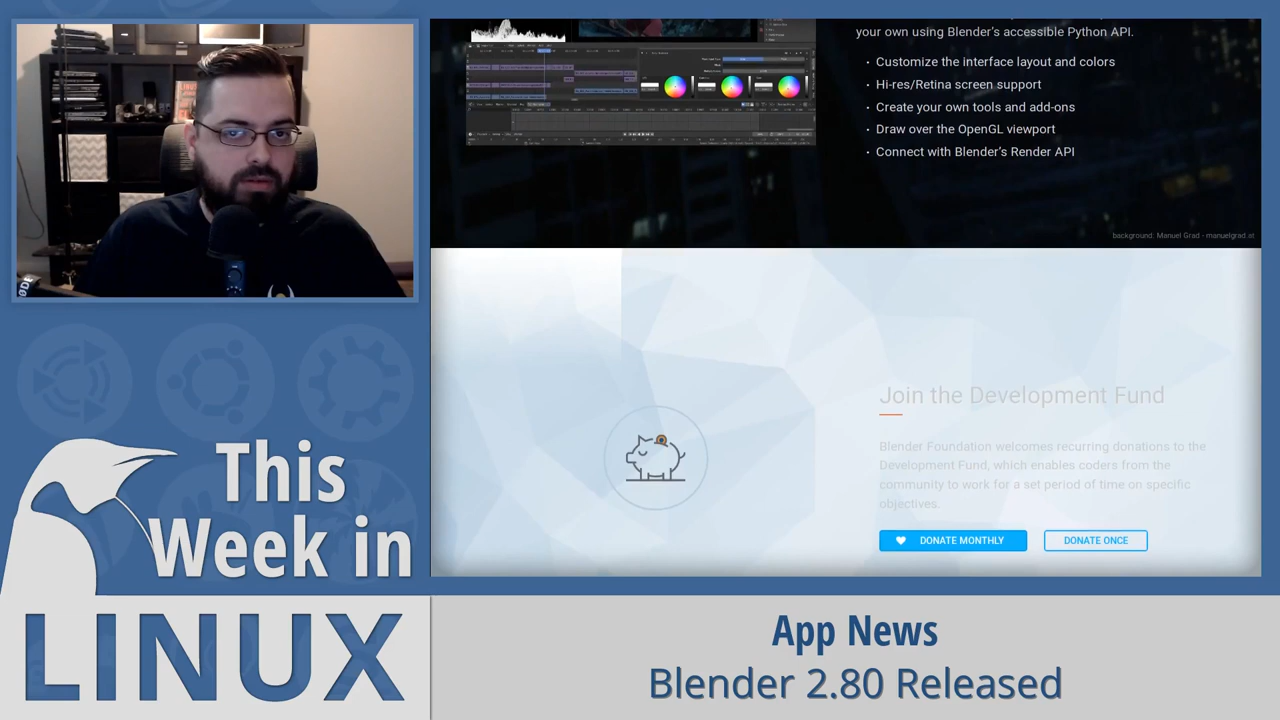 your own using Blender's accessible Python API.
· Customize the interface layout and colors
· Hi-res/Retina screen support
· Create your own tools and add-ons
· Draw over the OpenGL viewport
· Connect with Blender's Render API
background: Manuel Grad - manuelgrad.at
Join the Development Fund
Blender Foundation welcomes recurring donations to the
Development Fund, which enables coders from the
community to work for a set period of time on specific
objectives.
DONATE MONTHLY
DONATE ONCE
This
Week in
LINUX
App News
Blender 2.80 Released